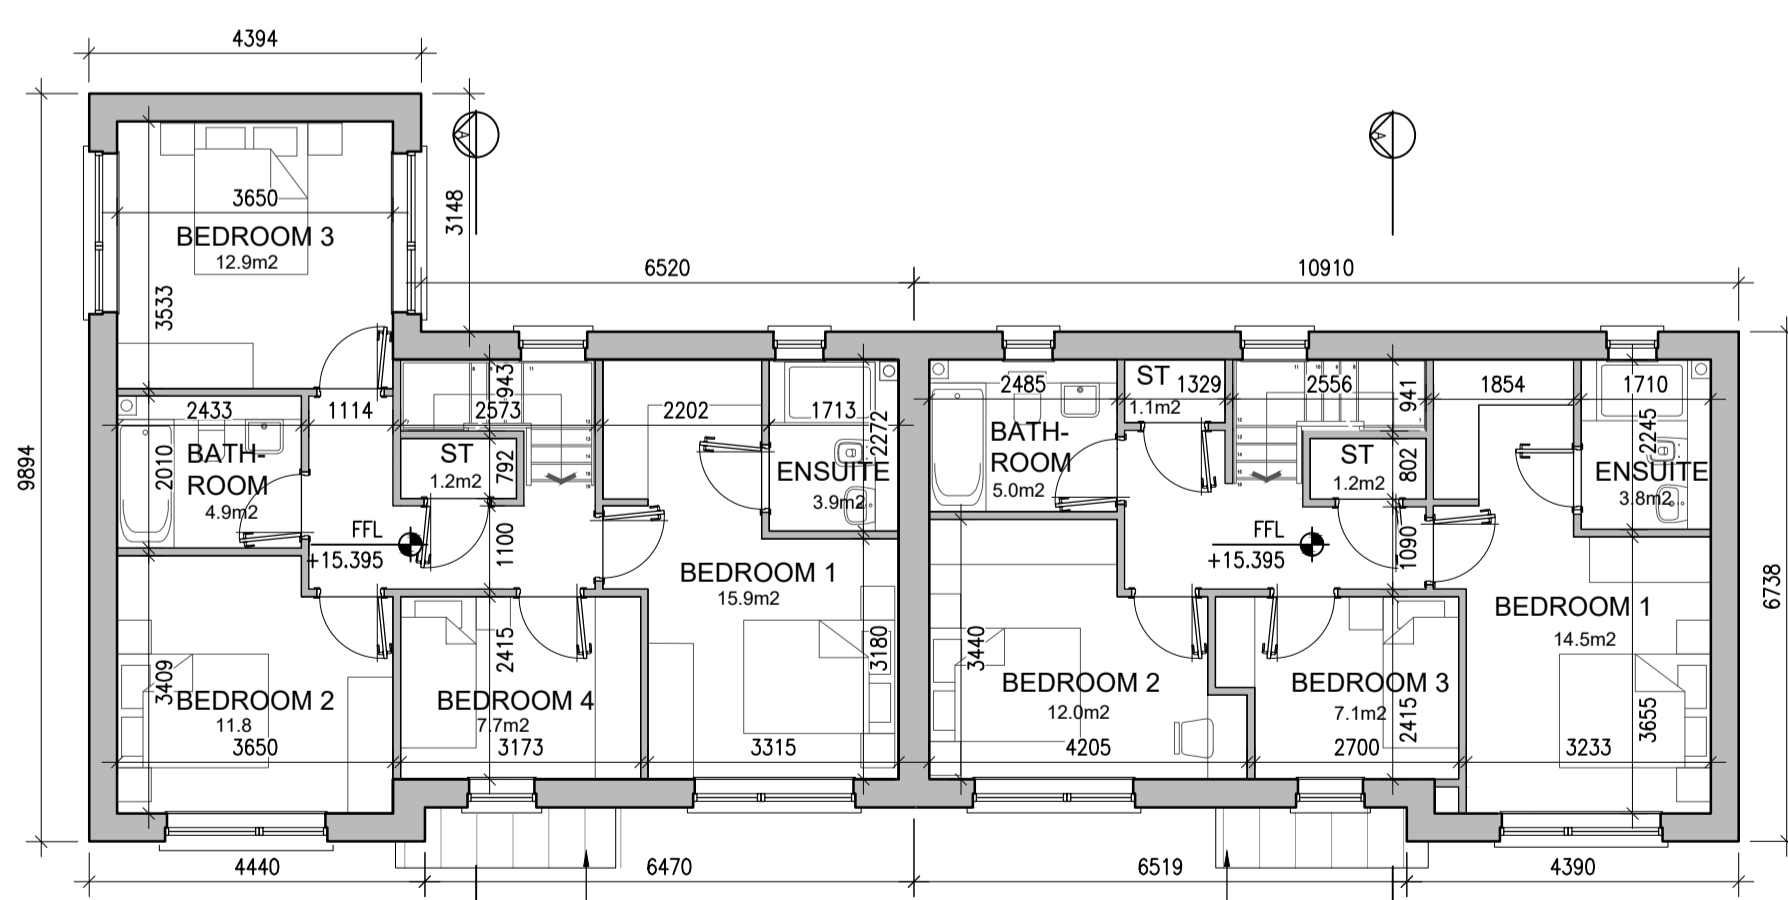 4394
9894
3148
3650
BEDROOM 3
12.9m2
3533
A
A
6520
10910
2433
1114
2573
943
2202
1713
2272
2010
BATH-
ROOM
4.9m2
ST
1.2m2
792
ENSUITE
3.9m2
FFL
+15.395
1100
BEDROOM 1
15.9m2
2415
3180
3409
BEDROOM 2
11.8
3650
BEDROOM 4
7.7m2
3173
3315
2485
ST
1.1m2
1329
2556
941
1854
1710
2245
BATH-
ROOM
5.0m2
ST
1.2m2
802
ENSUITE
3.8m2
FFL
+15.395
1090
6738
BEDROOM 1
14.5m2
3440
BEDROOM 2
12.0m2
4205
BEDROOM 3
7.1m2
2415
2700
3655
3233
4440
6470
6519
4390